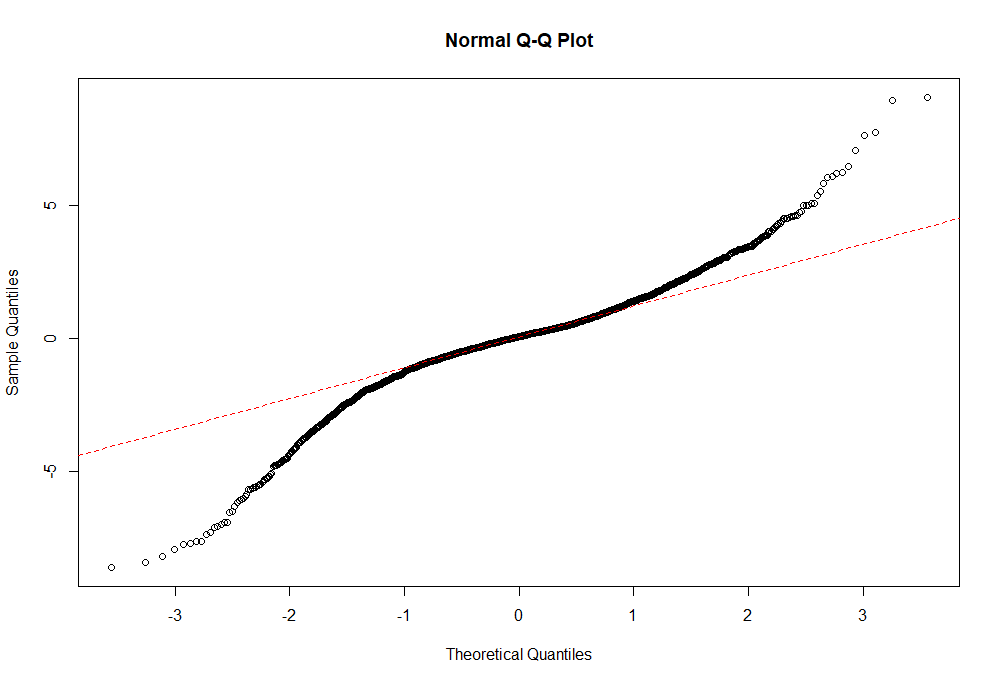 Normal Q-Q Plot
Sample Quantiles
5
0
-5
-3 -2 -1 0 1 2 3
Theoretical Quantiles